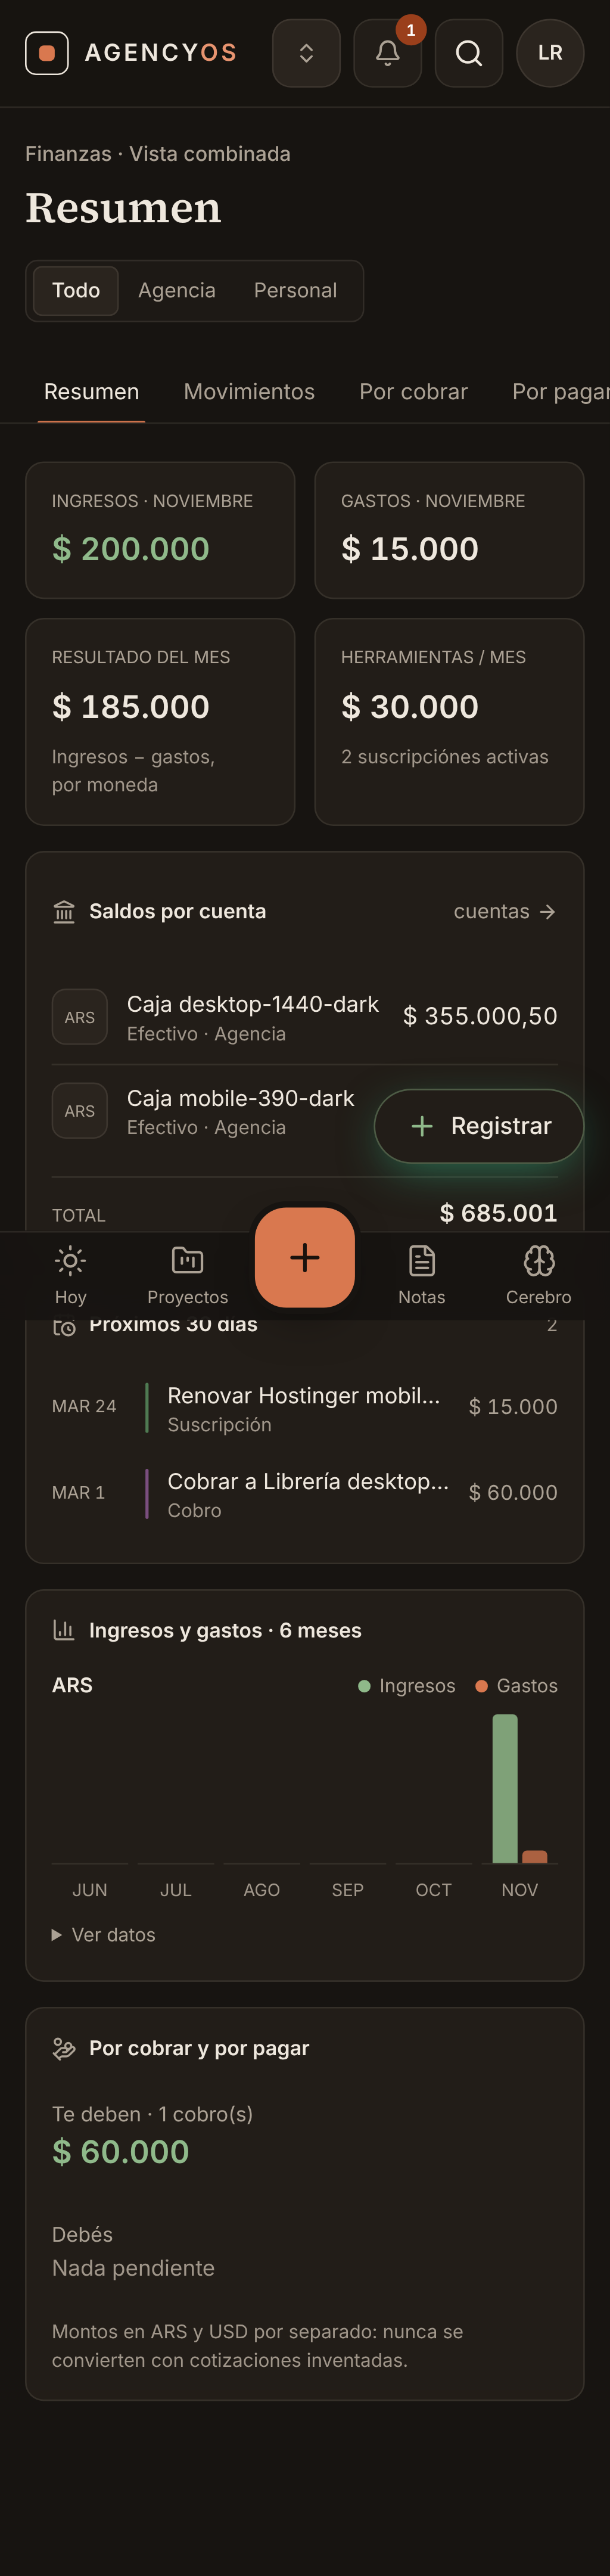 AGENCYOS
1
LR
Finanzas · Vista combinada
Resumen
Todo
Agencia
Personal
Resumen
Movimientos
Por cobrar
Por pagar
INGRESOS · NOVIEMBRE
$ 200.000
GASTOS · NOVIEMBRE
$ 15.000
RESULTADO DEL MES
$ 185.000
Ingresos – gastos,
por moneda
HERRAMIENTAS / MES
$ 30.000
2 suscripciónes activas
Saldos por cuenta
cuentas →
ARS
Caja desktop-1440-dark
Efectivo · Agencia
$ 355.000,50
ARS
Caja mobile-390-dark
Efectivo · Agencia
Registrar
TOTAL
$ 685.001
Hoy
Proyectos
Notas
Cerebro
Próximos 30 días
2
MAR 24
Renovar Hostinger mobil...
Suscripción
$ 15.000
MAR 1
Cobrar a Librería desktop...
Cobro
$ 60.000
Ingresos y gastos · 6 meses
ARS
Ingresos
Gastos
JUN
JUL
AGO
SEP
OCT
NOV
Ver datos
Por cobrar y por pagar
Te deben · 1 cobro(s)
$ 60.000
Debés
Nada pendiente
Montos en ARS y USD por separado: nunca se
convierten con cotizaciones inventadas.